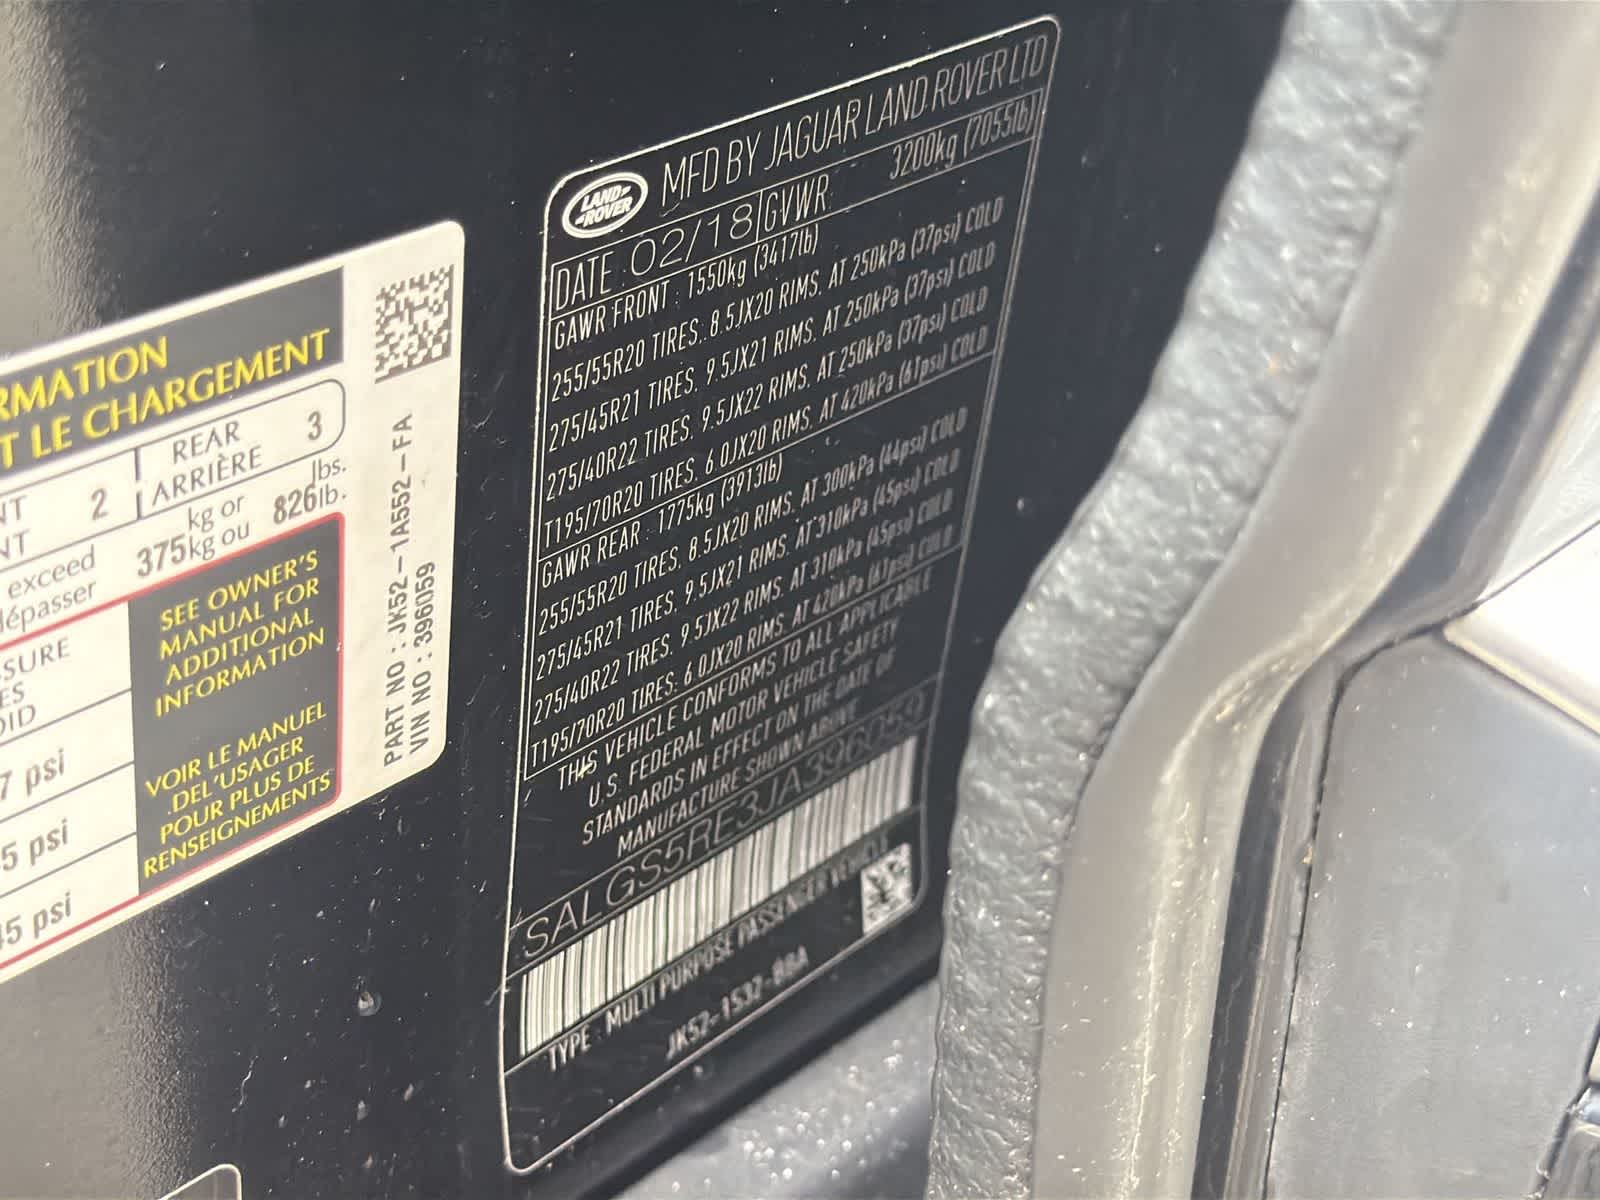 RMATION
T LE CHARGEMENT
NT 2 REAR 3
NT ARRIÈRE
exceed 375 kg or 826 lbs.
dépasser kg ou lb.
SSURE
ES
OID
7 psi
5 psi
45 psi
SEE OWNER'S
MANUAL FOR
ADDITIONAL
INFORMATION
VOIR LE MANUEL
DEL'USAGER
POUR PLUS DE
RENSEIGNEMENTS
PART NO : JK52-1A552-FA
VIN NO : 396059
LAND
ROVER
MFD BY JAGUAR LAND ROVER LTD
DATE : 02/18 GVWR: 3200kg (7055lb)
GAWR FRONT : 1550kg (3417lb)
255/55R20 TIRES, 8.5JX20 RIMS, AT 250kPa (37psi) COLD
275/45R21 TIRES, 9.5JX21 RIMS, AT 250kPa (37psi) COLD
275/40R22 TIRES, 9.5JX22 RIMS, AT 250kPa (37psi) COLD
T195/70R20 TIRES, 6.0JX20 RIMS, AT 420kPa (61psi) COLD
GAWR REAR : 1775kg (3913lb)
255/55R20 TIRES, 8.5JX20 RIMS, AT 300kPa (44psi) COLD
275/45R21 TIRES, 9.5JX21 RIMS, AT 310kPa (45psi) COLD
275/40R22 TIRES, 9.5JX22 RIMS, AT 310kPa (45psi) COLD
T195/70R20 TIRES, 6.0JX20 RIMS, AT 420kPa (61psi) COLD
THIS VEHICLE CONFORMS TO ALL APPLICABLE
U.S. FEDERAL MOTOR VEHICLE SAFETY
STANDARDS IN EFFECT ON THE DATE OF
MANUFACTURE SHOWN ABOVE
SALGS5RE3JA396059
TYPE : MULTI PURPOSE PASSENGER VEHICLE
JK52-1532-BBA